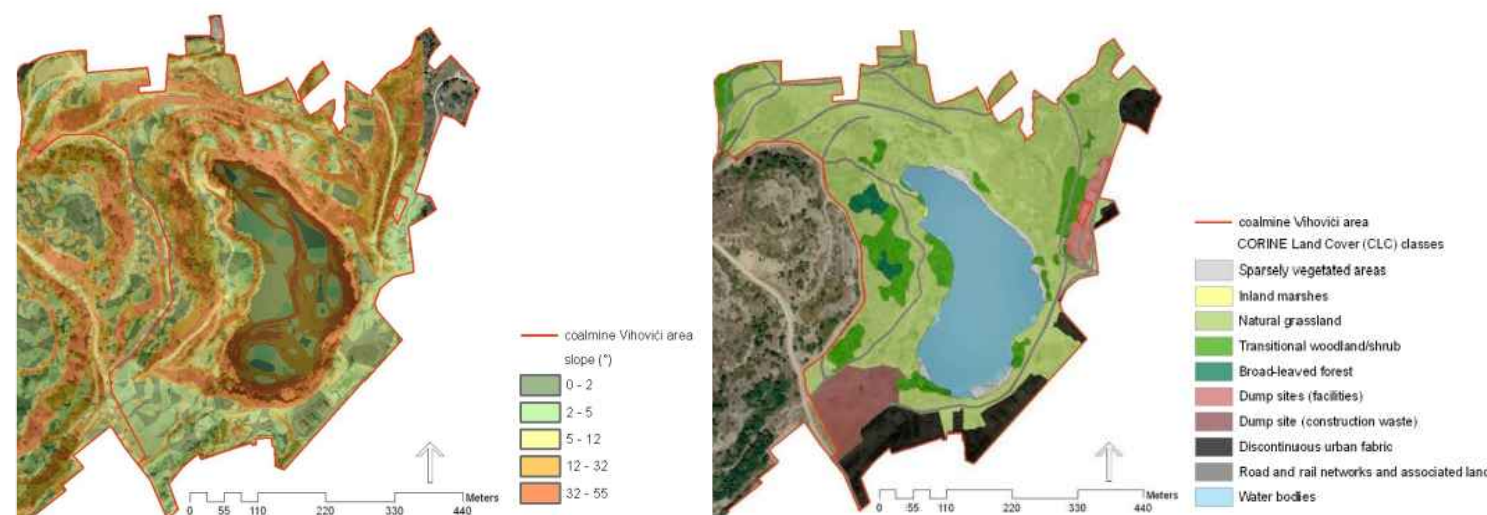 coalmine Vihovići area
slope (°)
0 - 2
2 - 5
5 - 12
12 - 32
32 - 55
Meters
0 55 110 220 330 440
coalmine Vihovići area
CORINE Land Cover (CLC) classes
Sparsely vegetated areas
Inland marshes
Natural grassland
Transitional woodland/shrub
Broad-leaved forest
Dump sites (facilities)
Dump site (construction waste)
Discontinuous urban fabric
Road and rail networks and associated land
Water bodies
Meters
0 55 110 220 330 440